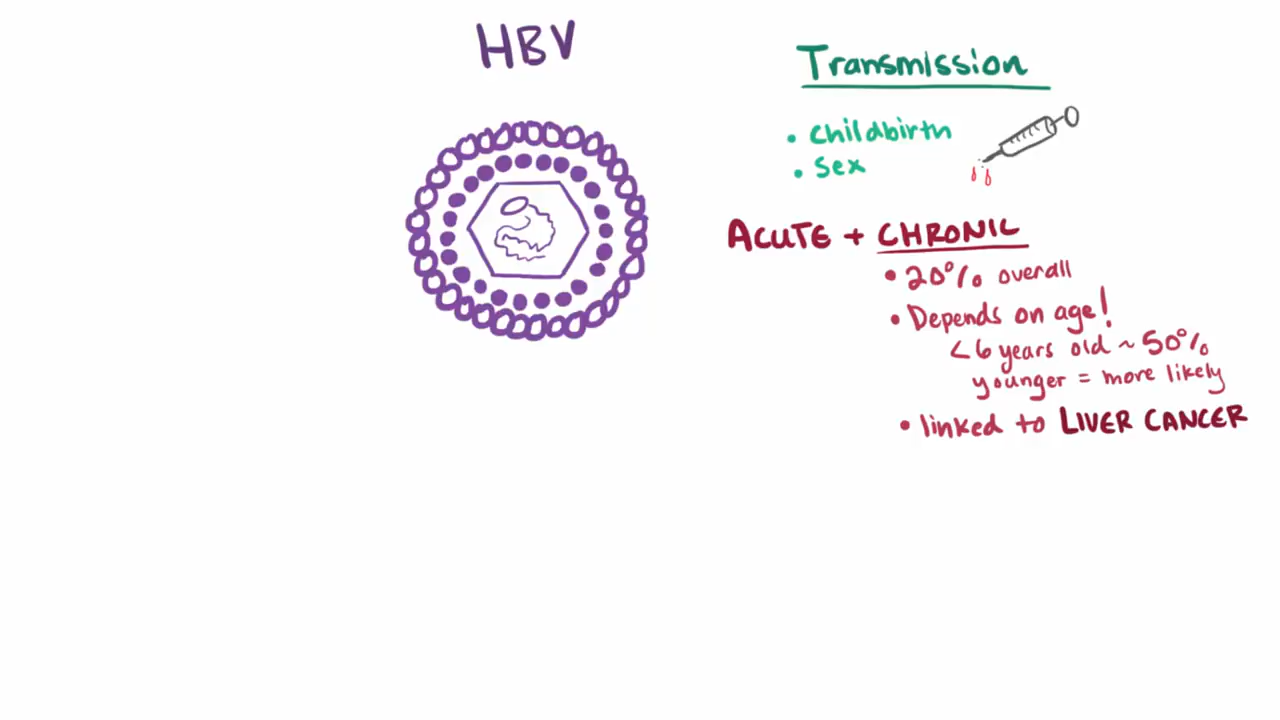 HBV
Transmission
• Childbirth
• Sex
ACUTE + CHRONIC
• 20% overall
• Depends on age!
<6 years old ~ 50%
younger = more likely
• linked to LIVER CANCER